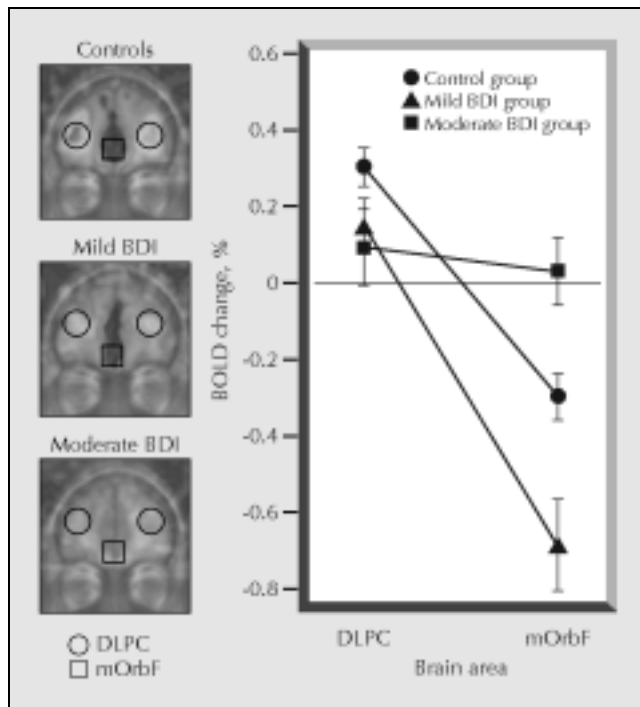 Controls
Mild BDI
Moderate BDI
DLPC
mOrbF
0.6
0.4
0.2
0
-0.2
-0.4
-0.6
-0.8
BOLD change, %
Control group
Mild BDI group
Moderate BDI group
DLPC mOrbF
Brain area